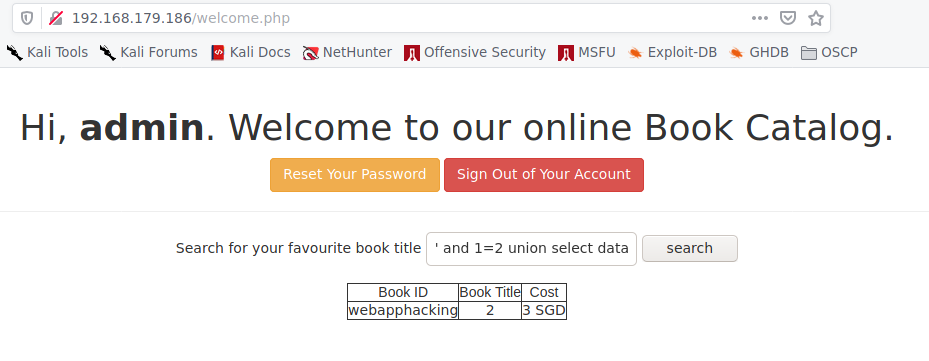 192.168.179.186/welcome.php
Kali Tools Kali Forums Kali Docs NetHunter Offensive Security MSFU Exploit-DB GHDB OSCP
Hi, admin. Welcome to our online Book Catalog.
Reset Your Password Sign Out of Your Account
Search for your favourite book title ' and 1=2 union select data search
Book ID Book Title Cost
webapphacking 2 3 SGD